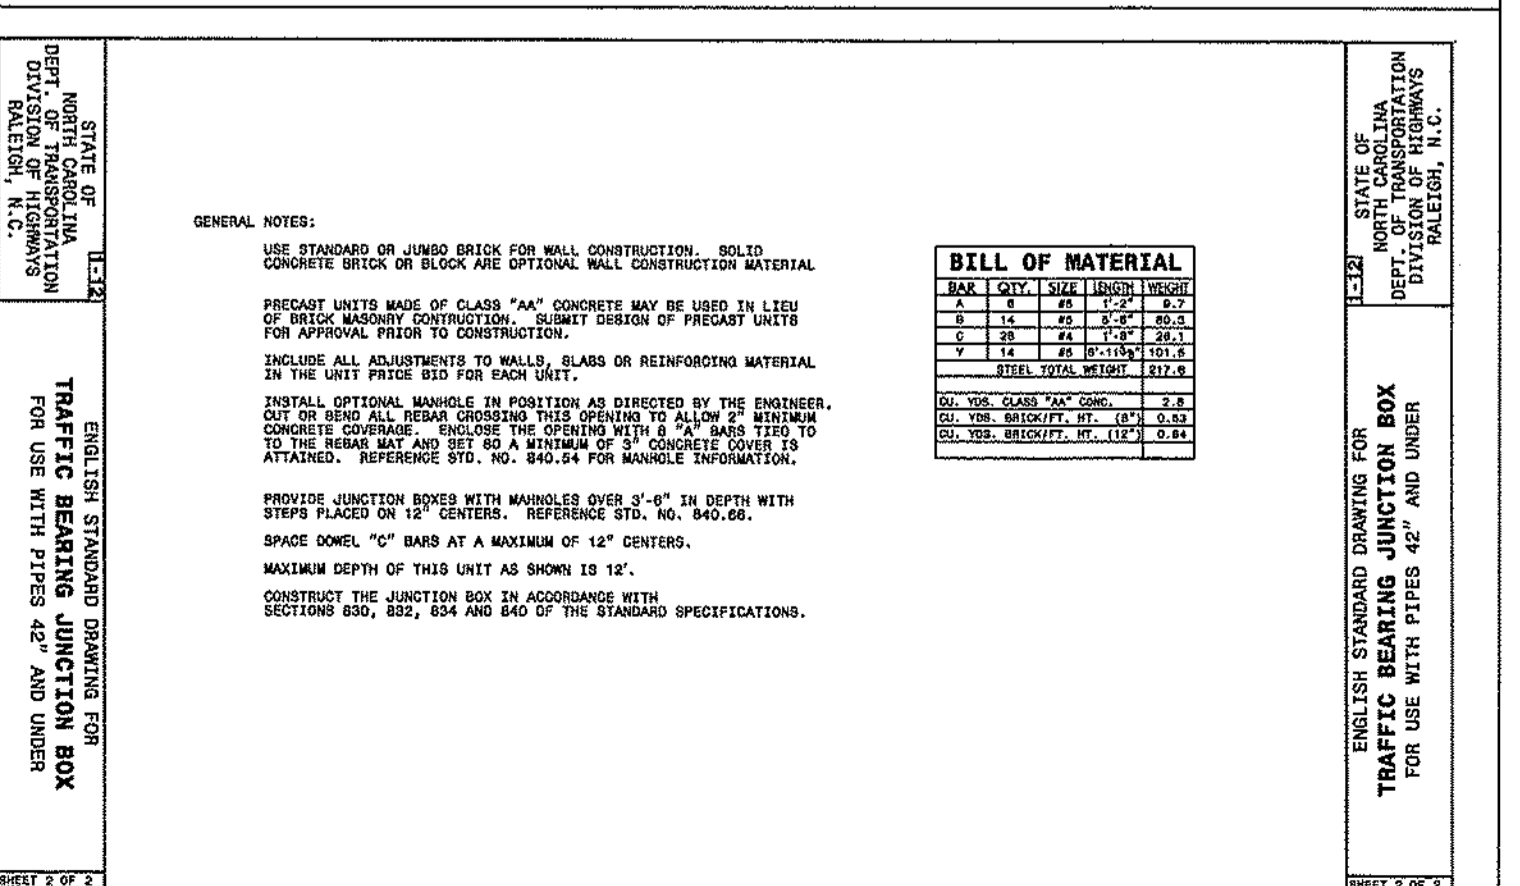 STATE OF
NORTH CAROLINA
DEPT. OF TRANSPORTATION
DIVISION OF HIGHWAYS
RALEIGH, N.C.
1-12
ENGLISH STANDARD DRAWING FOR
TRAFFIC BEARING JUNCTION BOX
FOR USE WITH PIPES 42" AND UNDER
SHEET 2 OF 2
GENERAL NOTES:
USE STANDARD OR JUMBO BRICK FOR WALL CONSTRUCTION. SOLID
CONCRETE BRICK OR BLOCK ARE OPTIONAL WALL CONSTRUCTION MATERIAL
PRECAST UNITS MADE OF CLASS "AA" CONCRETE MAY BE USED IN LIEU
OF BRICK MASONRY CONTRUCTION. SUBMIT DESIGN OF PRECAST UNITS
FOR APPROVAL PRIOR TO CONSTRUCTION.
INCLUDE ALL ADJUSTMENTS TO WALLS, SLABS OR REINFORCING MATERIAL
IN THE UNIT PRICE BID FOR EACH UNIT.
INSTALL OPTIONAL MANHOLE IN POSITION AS DIRECTED BY THE ENGINEER.
CUT OR BEND ALL REBAR CROSSING THIS OPENING TO ALLOW 2" MINIMUM
CONCRETE COVERAGE. ENCLOSE THE OPENING WITH 8 "A" BARS TIED TO
TO THE REBAR MAT AND SET SO A MINIMUM OF 3" CONCRETE COVER IS
ATTAINED. REFERENCE STD. NO. 840.54 FOR MANHOLE INFORMATION.
PROVIDE JUNCTION BOXES WITH MAHNOLES OVER 3'-6" IN DEPTH WITH
STEPS PLACED ON 12" CENTERS. REFERENCE STD. NO. 840.66.
SPACE DOWEL "C" BARS AT A MAXIMUM OF 12" CENTERS.
MAXIMUM DEPTH OF THIS UNIT AS SHOWN IS 12'.
CONSTRUCT THE JUNCTION BOX IN ACCORDANCE WITH
SECTIONS 830, 832, 834 AND 840 OF THE STANDARD SPECIFICATIONS.
BILL OF MATERIAL
BAR QTY. SIZE LENGTH WEIGHT
A 8 #5 1'-2" 9.7
B 14 #5 80.3
C 28 #4 1'-8" 26.1
Y 14 #5 101.5
STEEL TOTAL WEIGHT 217.6
CU. YDS. CLASS "AA" CONC.
CU. YDS. BRICK/FT. HT. (8") 0.53
CU. YDS. BRICK/FT. HT. (12") 0.84
STATE OF
NORTH CAROLINA
DEPT. OF TRANSPORTATION
DIVISION OF HIGHWAYS
RALEIGH, N.C.
1-12
ENGLISH STANDARD DRAWING FOR
TRAFFIC BEARING JUNCTION BOX
FOR USE WITH PIPES 42" AND UNDER
SHEET 2 OF 2